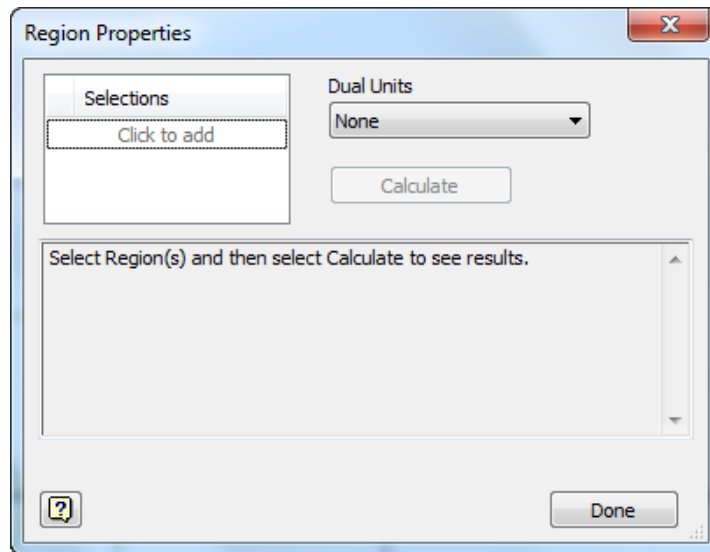 Region Properties
Selections
Click to add
Dual Units
None
Calculate
Select Region(s) and then select Calculate to see results.
?
Done